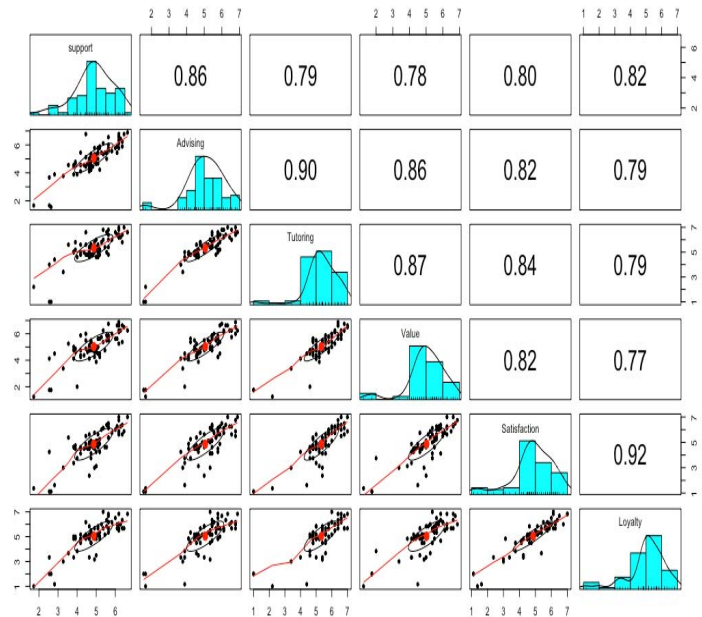 2 3 4 5 6 7
1 2 3 4 5 6 7
1 2 3 4 5 6 7
support
0.86
0.79
0.78
0.80
0.82
2 4 6
2 4 6
Advising
0.90
0.86
0.82
0.79
Tutoring
0.87
0.84
0.79
1 3 5 7
2 4 6
Value
0.82
0.77
Satisfaction
0.92
1 3 5 7
1 3 5 7
Loyalty
2 3 4 5 6
1 2 3 4 5 6 7
1 2 3 4 5 6 7